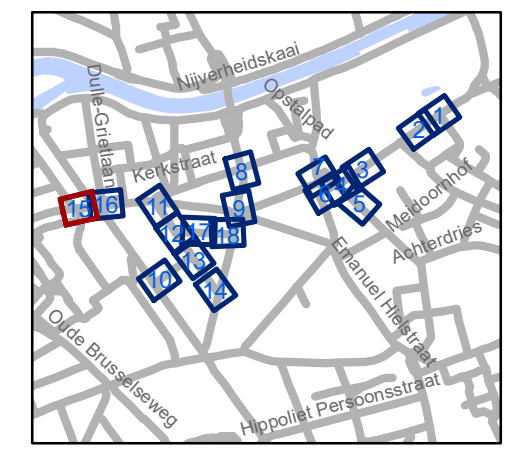 Nijverheidskaai
Dulle-Grietlaan
Opstalpad
Kerkstraat
1
2
8
7
3
4
6
5
Meidoornhof
15
16
11
9
12
17
18
Achterdries
13
10
14
Emanuel Hielstraat
Oude Brusselseweg
Hippoliet Persoonsstraat